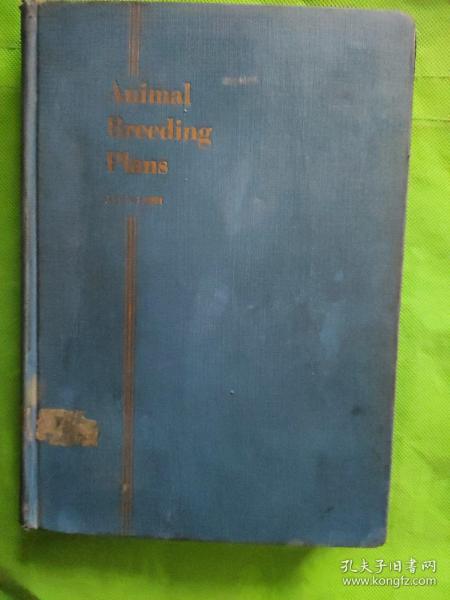 Animal
Breeding
Plans
孔夫子旧书网
www.kongfz.com